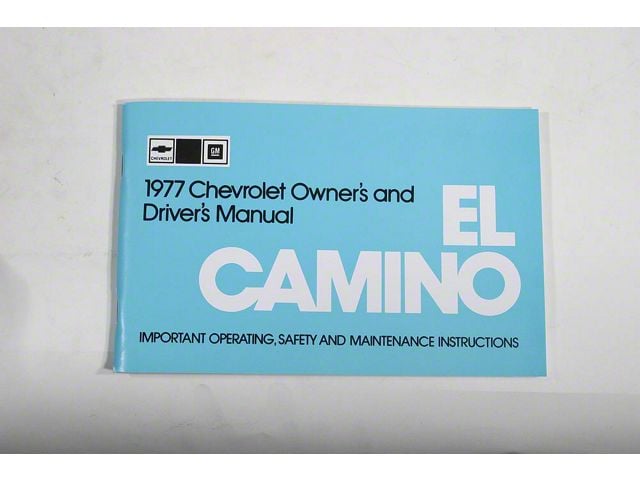 CHEVROLET
GM
1977 Chevrolet Owner's and
Driver's Manual
EL
CAMINO
IMPORTANT OPERATING, SAFETY AND MAINTENANCE INSTRUCTIONS